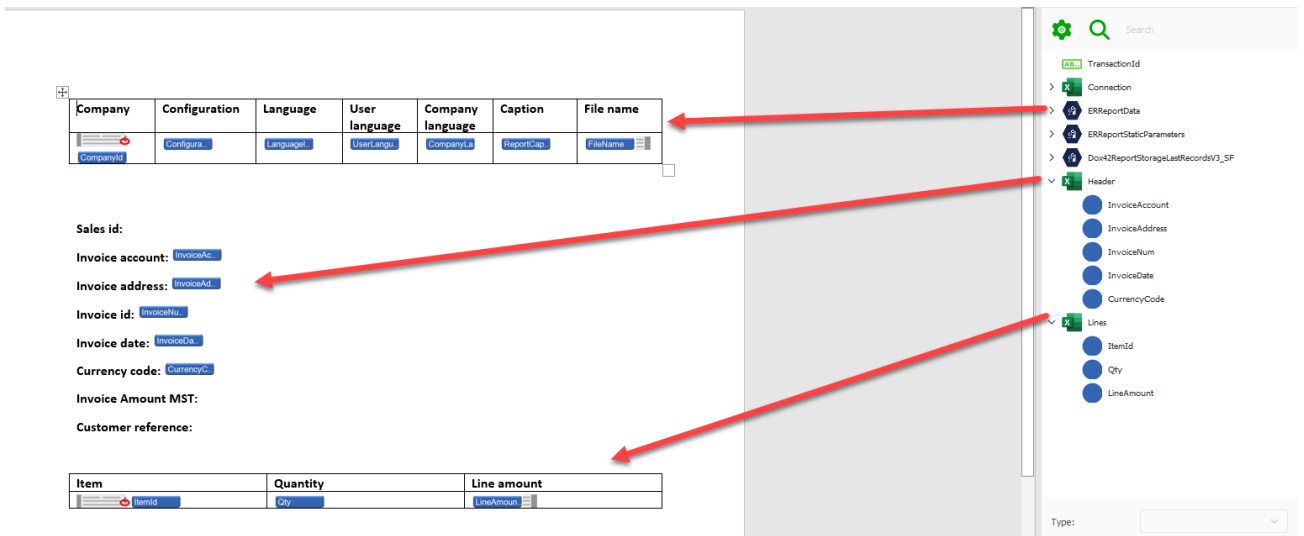 Search
TransactionId
Connection
ERReportData
ERReportStaticParameters
Dox42ReportStorageLastRecordsV3_SF
Header
InvoiceAccount
InvoiceAddress
InvoiceNum
InvoiceDate
CurrencyCode
Lines
ItemId
Qty
LineAmount
Type:
Company Configuration Language User language Company language Caption File name
CompanyId Configura.. LanguageI.. UserLangu.. CompanyLa ReportCap.. FileName
Sales id:
Invoice account: InvoiceAc..
Invoice address: InvoiceAd..
Invoice id: InvoiceNu..
Invoice date: InvoiceDa..
Currency code: CurrencyC..
Invoice Amount MST:
Customer reference:
Item Quantity Line amount
ItemId Qty LineAmoun..